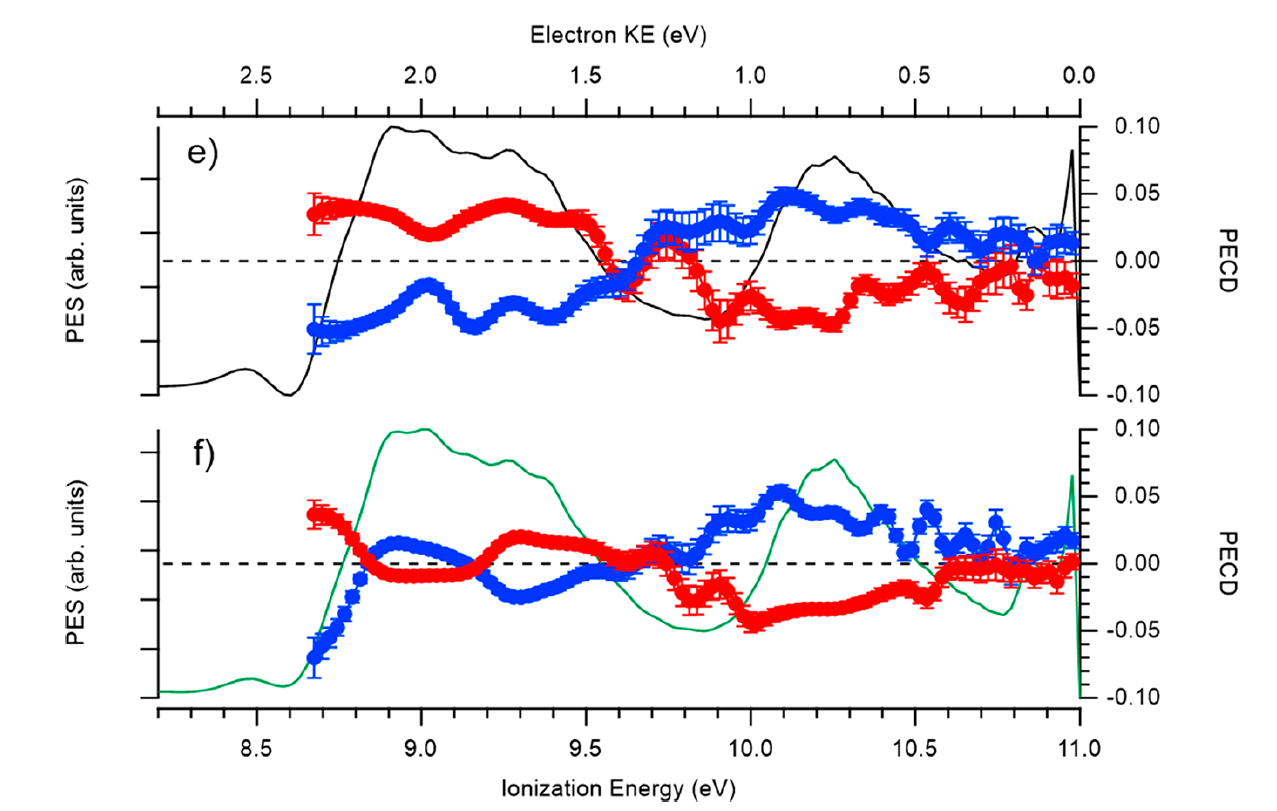 Electron KE (eV)
2.5 2.0 1.5 1.0 0.5 0.0
e)
PES (arb. units)
0.10
0.05
0.00
-0.05
-0.10
PECD
f)
PES (arb. units)
0.10
0.05
0.00
-0.05
-0.10
PECD
8.5 9.0 9.5 10.0 10.5 11.0
Ionization Energy (eV)